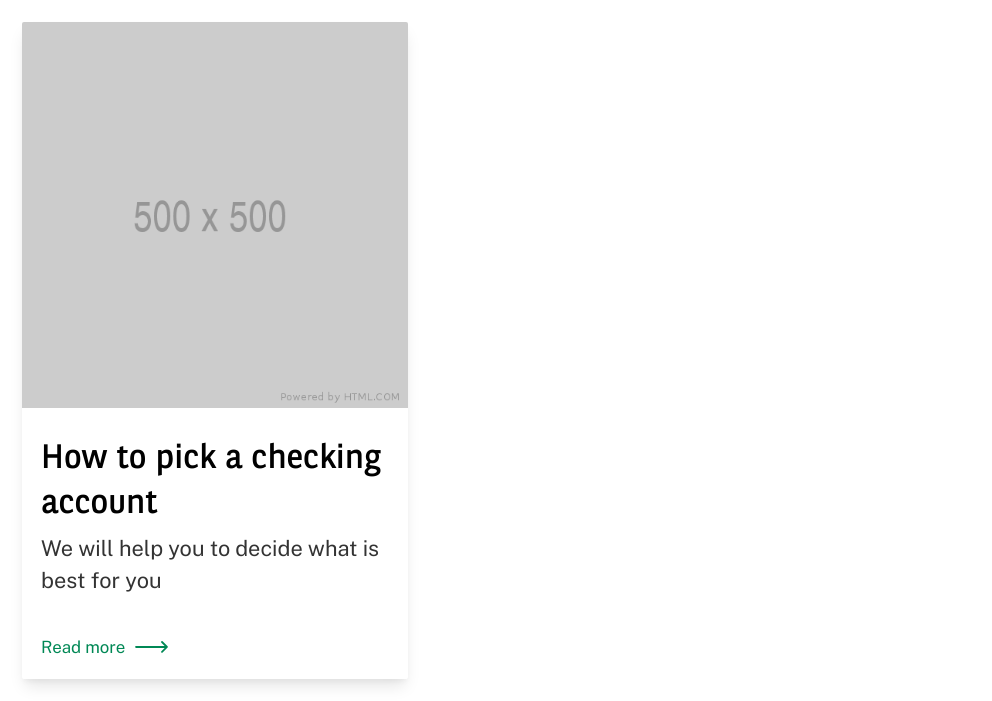 500 x 500
Powered by HTML.COM
How to pick a checking
account
We will help you to decide what is
best for you
Read more